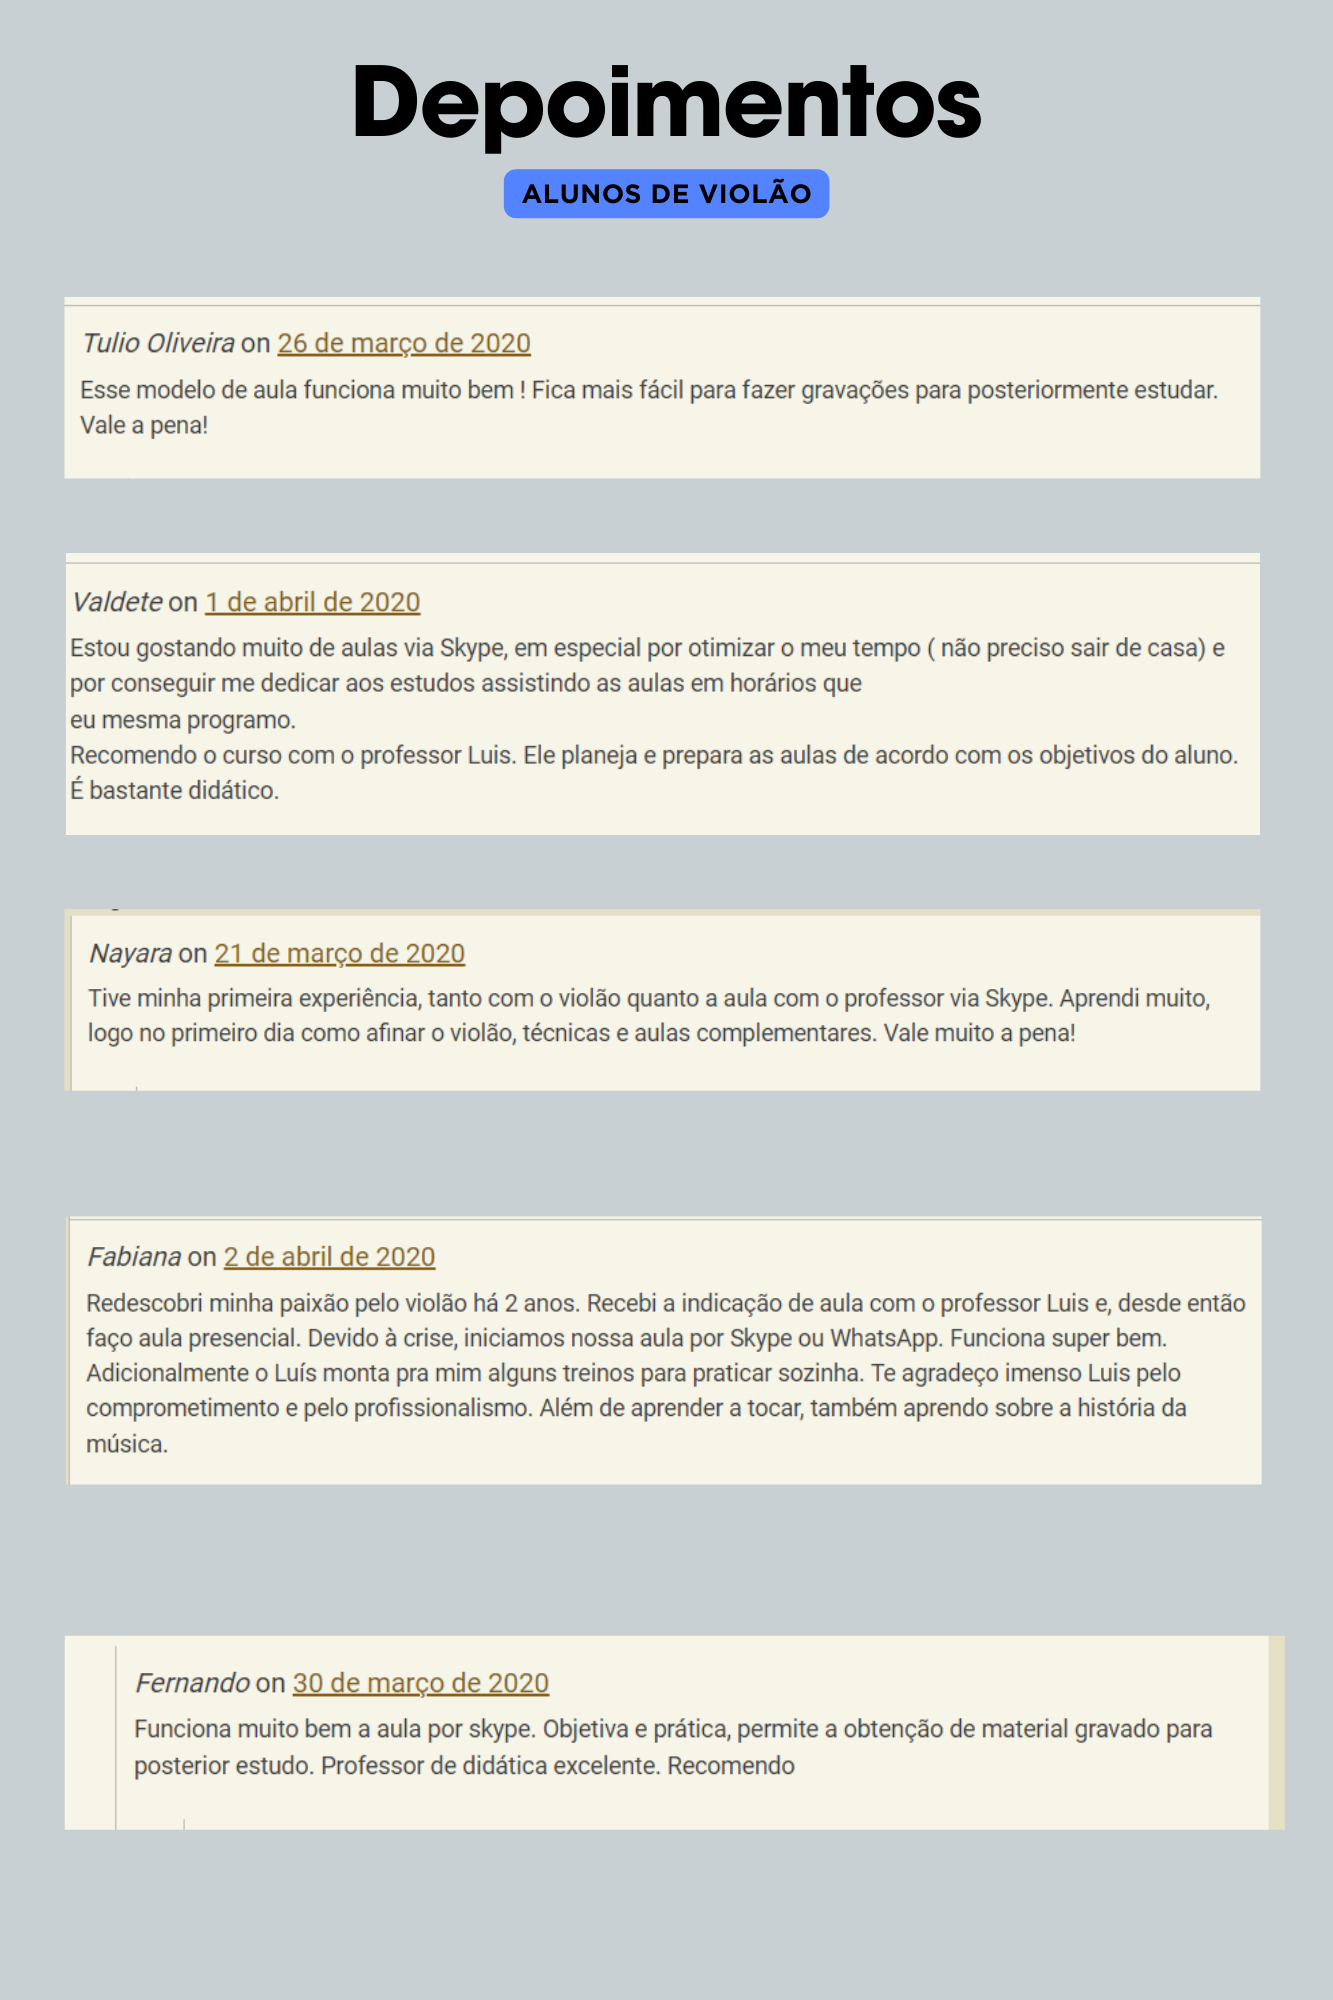 Depoimentos
ALUNOS DE VIOLÃO
Tulio Oliveira on 26 de março de 2020
Esse modelo de aula funciona muito bem ! Fica mais fácil para fazer gravações para posteriormente estudar.
Vale a pena!
Valdete on 1 de abril de 2020
Estou gostando muito de aulas via Skype, em especial por otimizar o meu tempo ( não preciso sair de casa) e
por conseguir me dedicar aos estudos assistindo as aulas em horários que
eu mesma programo.
Recomendo o curso com o professor Luis. Ele planeja e prepara as aulas de acordo com os objetivos do aluno.
É bastante didático.
Nayara on 21 de março de 2020
Tive minha primeira experiência, tanto com o violão quanto a aula com o professor via Skype. Aprendi muito,
logo no primeiro dia como afinar o violão, técnicas e aulas complementares. Vale muito a pena!
Fabiana on 2 de abril de 2020
Redescobri minha paixão pelo violão há 2 anos. Recebi a indicação de aula com o professor Luis e, desde então
faço aula presencial. Devido à crise, iniciamos nossa aula por Skype ou WhatsApp. Funciona super bem.
Adicionalmente o Luís monta pra mim alguns treinos para praticar sozinha. Te agradeço imenso Luis pelo
comprometimento e pelo profissionalismo. Além de aprender a tocar, também aprendo sobre a história da
música.
Fernando on 30 de março de 2020
Funciona muito bem a aula por skype. Objetiva e prática, permite a obtenção de material gravado para
posterior estudo. Professor de didática excelente. Recomendo